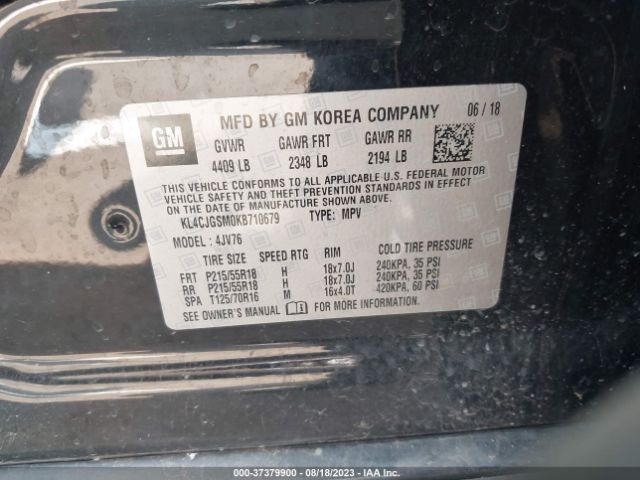 GM
MFD BY GM KOREA COMPANY 06 / 18
GVWR GAWR FRT GAWR RR
4409 LB 2348 LB 2194 LB
THIS VEHICLE CONFORMS TO ALL APPLICABLE U.S. FEDERAL MOTOR
VEHICLE SAFETY AND THEFT PREVENTION STANDARDS IN EFFECT
ON THE DATE OF MANUFACTURE SHOWN ABOVE.
KL4CJGSM0KB710679 TYPE: MPV
MODEL : 4JV76
TIRE SIZE SPEED RTG RIM COLD TIRE PRESSURE
FRT P215/55R18 H 18x7.0J 240KPA, 35 PSI
RR P215/55R18 H 18x7.0J 240KPA, 35 PSI
SPA T125/70R16 M 16x4.0T 420KPA, 60 PSI
SEE OWNER'S MANUAL FOR MORE INFORMATION.
000-37379900 - 08/18/2023 - IAA Inc.